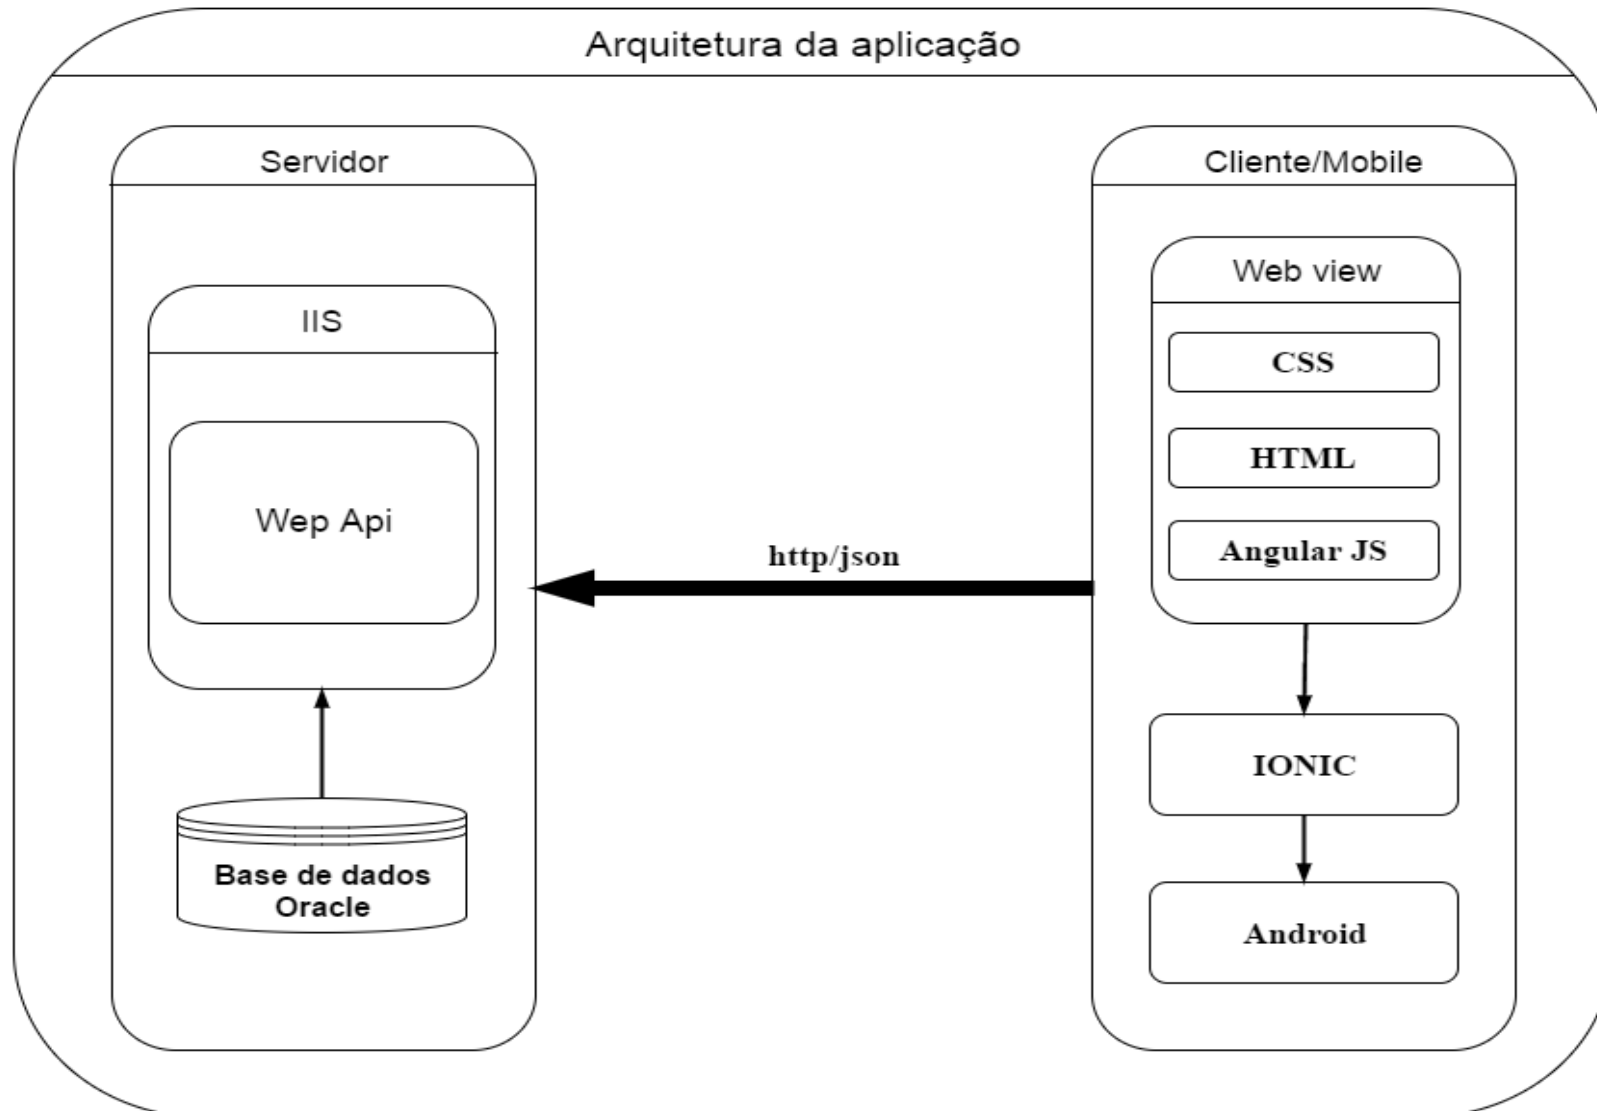 Arquitetura da aplicação
Servidor
IIS
Wep Api
Base de dados
Oracle
http/json
Cliente/Mobile
Web view
CSS
HTML
Angular JS
IONIC
Android